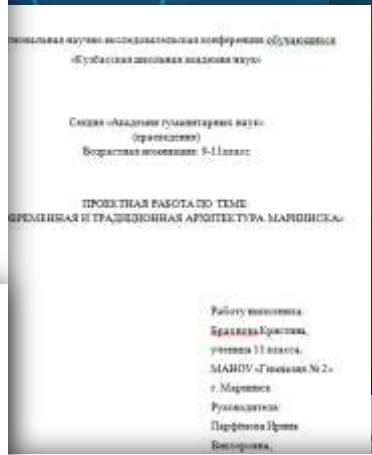 научно-исследовательская конференция обучающихся
«Кузбасская школьная академия наук»
Секция «Академия гуманитарных наук»
(краеведение)
Возрастная номинация: 9-11класс
ПРОЕКТНАЯ РАБОТА ПО ТЕМЕ
ВРЕМЕННАЯ И ТРАДИЦИОННАЯ АРХИТЕКТУРА МАРИИНСКА»
Работу выполнила:
Кристина,
ученица 11 класса,
МАНОУ «Гимназия № 2»
г. Мариинск
Руководитель:
Парфёнова Ирина
Викторовна,